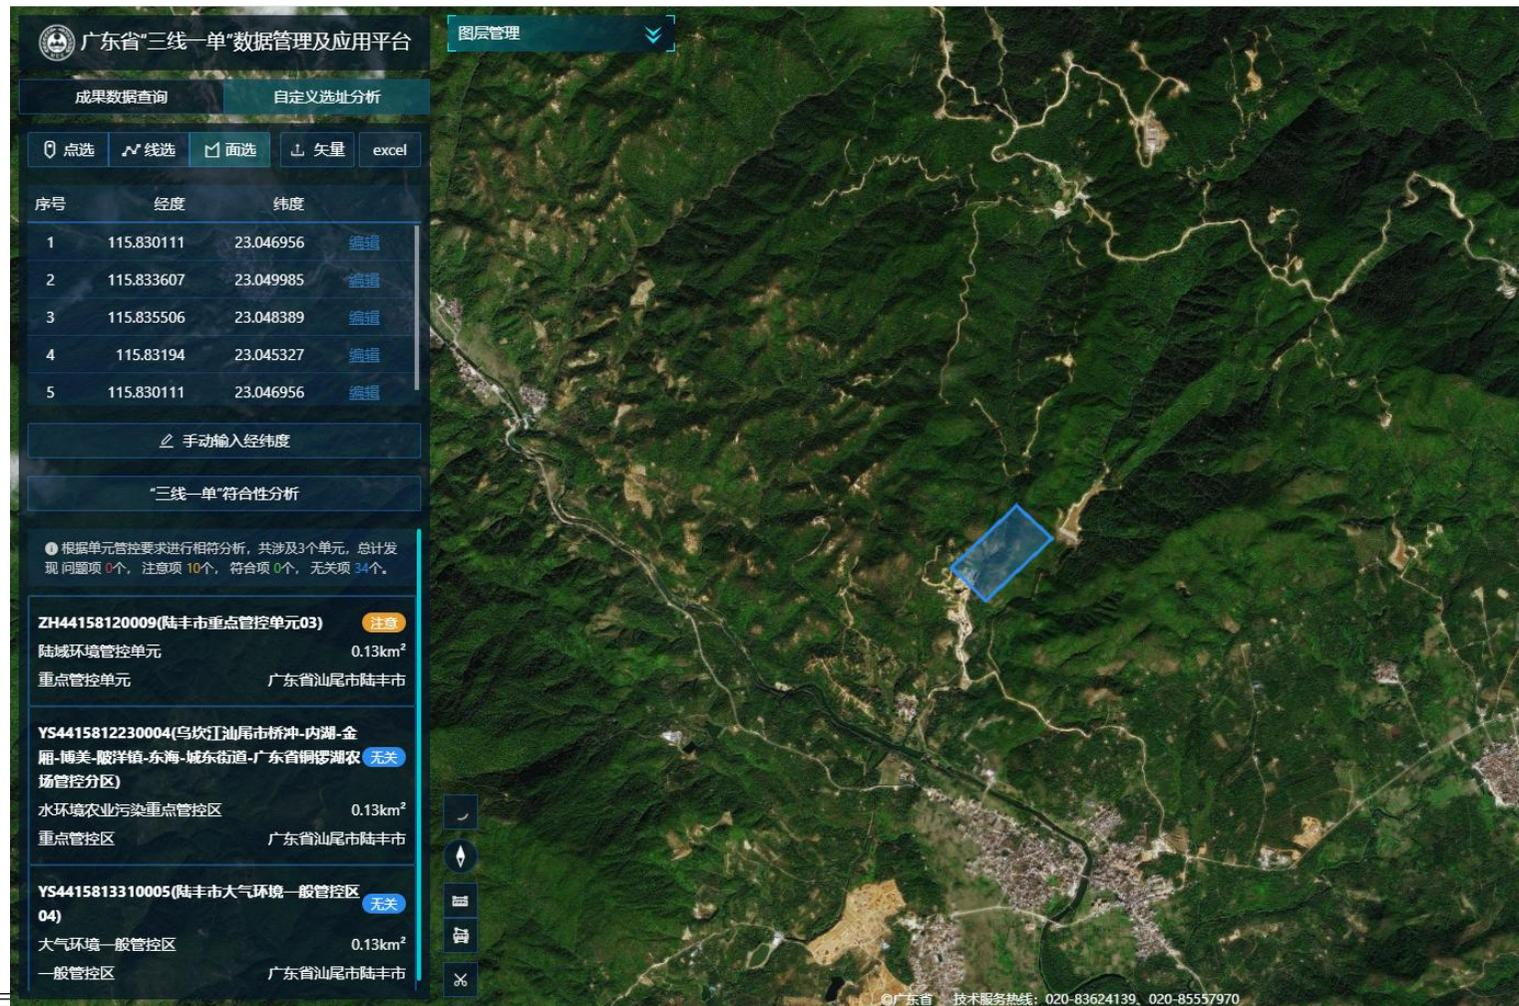 广东省“三线一单”数据管理及应用平台
图层管理
成果数据查询 自定义选址分析
点选 线选 面选 矢量 excel
序号 经度 纬度
1 115.830111 23.046956 编辑
2 115.833607 23.049985 编辑
3 115.835506 23.048389 编辑
4 115.83194 23.045327 编辑
5 115.830111 23.046956 编辑
手动输入经纬度
“三线一单”符合性分析
根据单元管控要求进行相符分析，共涉及3个单元，总计发
现 问题项 0个， 注意项 10个， 符合项 0个， 无关项 34个。
ZH44158120009(陆丰市重点管控单元03) 注意
陆域环境管控单元 0.13km²
重点管控单元 广东省汕尾市陆丰市
YS4415812230004(乌坎江汕尾市桥冲-内湖-金
厢-博美-陂洋镇-东海-城东街道-广东省铜锣湖农 无关
场管控分区)
水环境农业污染重点管控区 0.13km²
重点管控区 广东省汕尾市陆丰市
YS4415813310005(陆丰市大气环境一般管控区 无关
04)
大气环境一般管控区 0.13km²
一般管控区 广东省汕尾市陆丰市
©广东省 技术服务热线：020-83624139、020-85557970